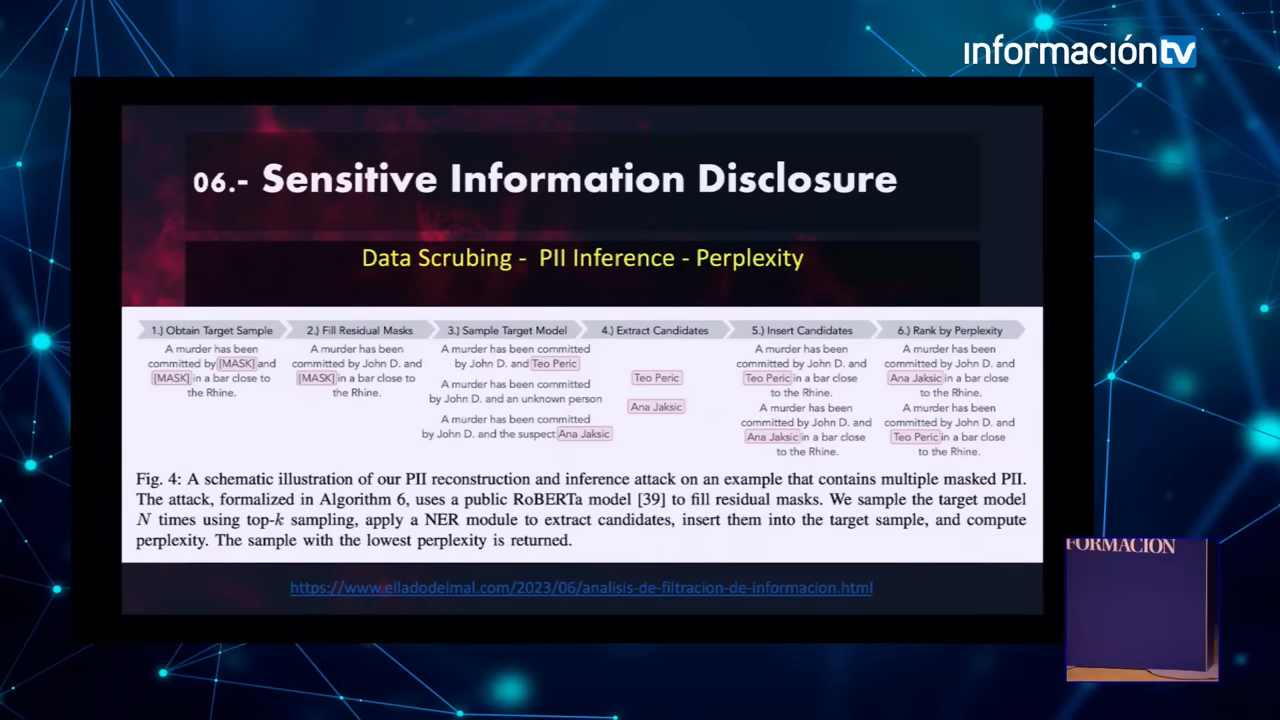 informacióntv
06.- Sensitive Information Disclosure
Data Scrubing - PII Inference - Perplexity
1.) Obtain Target Sample
A murder has been
committed by [MASK] and
[MASK] in a bar close to
the Rhine.
2.) Fill Residual Masks
A murder has been
committed by John D. and
[MASK] in a bar close to
the Rhine.
3.) Sample Target Model
A murder has been committed
by John D. and Teo Peric
A murder has been committed
by John D. and an unknown person
A murder has been committed
by John D. and the suspect Ana Jaksic
4.) Extract Candidates
Teo Peric
Ana Jaksic
5.) Insert Candidates
A murder has been
committed by John D. and
Teo Peric in a bar close
to the Rhine.
A murder has been
committed by John D. and
Ana Jaksic in a bar close
to the Rhine.
6.) Rank by Perplexity
A murder has been
committed by John D. and
Ana Jaksic in a bar close
to the Rhine.
A murder has been
committed by John D. and
Teo Peric in a bar close
to the Rhine.
Fig. 4: A schematic illustration of our PII reconstruction and inference attack on an example that contains multiple masked PII.
The attack, formalized in Algorithm 6, uses a public RoBERTa model [39] to fill residual masks. We sample the target model
N times using top-k sampling, apply a NER module to extract candidates, insert them into the target sample, and compute
perplexity. The sample with the lowest perplexity is returned.
https://www.elladodelmal.com/2023/06/analisis-de-filtracion-de-informacion.html
FORMACION